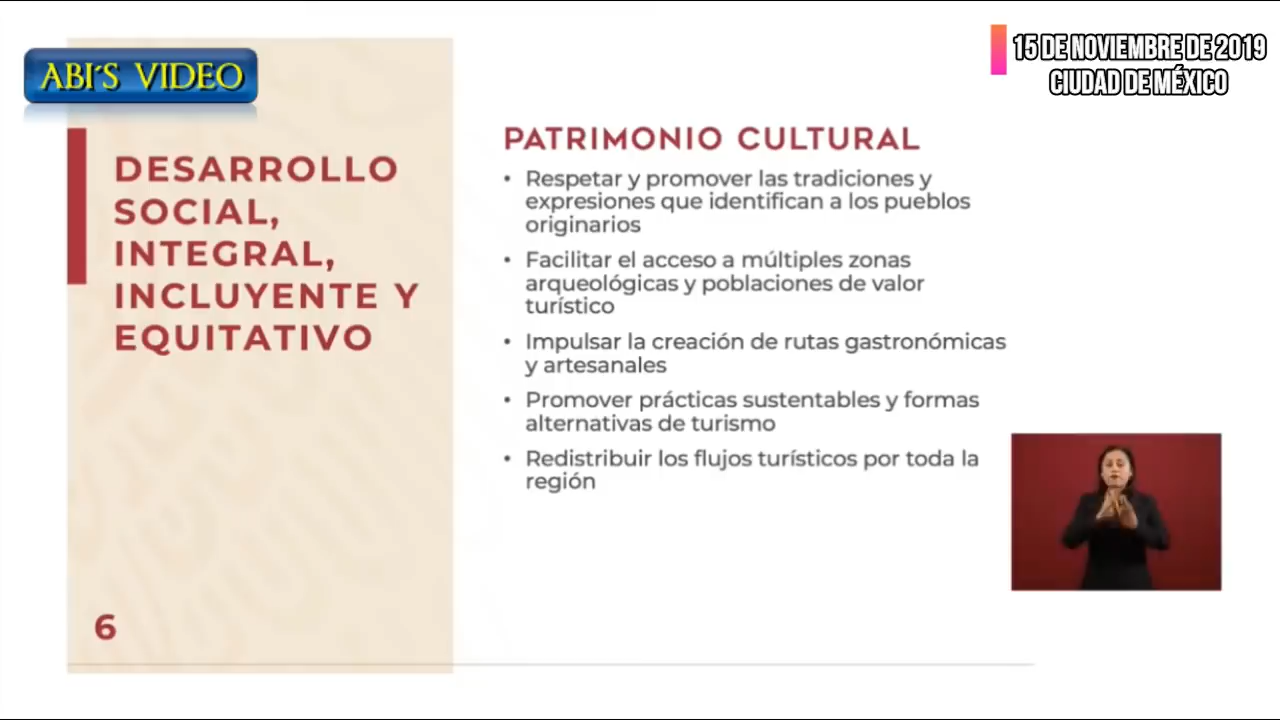 ABI´S VIDEO
15 DE NOVIEMBRE DE 2019
CIUDAD DE MÉXICO
DESARROLLO
SOCIAL,
INTEGRAL,
INCLUYENTE Y
EQUITATIVO
6
PATRIMONIO CULTURAL
• Respetar y promover las tradiciones y
expresiones que identifican a los pueblos
originarios
• Facilitar el acceso a múltiples zonas
arqueológicas y poblaciones de valor
turístico
• Impulsar la creación de rutas gastronómicas
y artesanales
• Promover prácticas sustentables y formas
alternativas de turismo
• Redistribuir los flujos turísticos por toda la
región